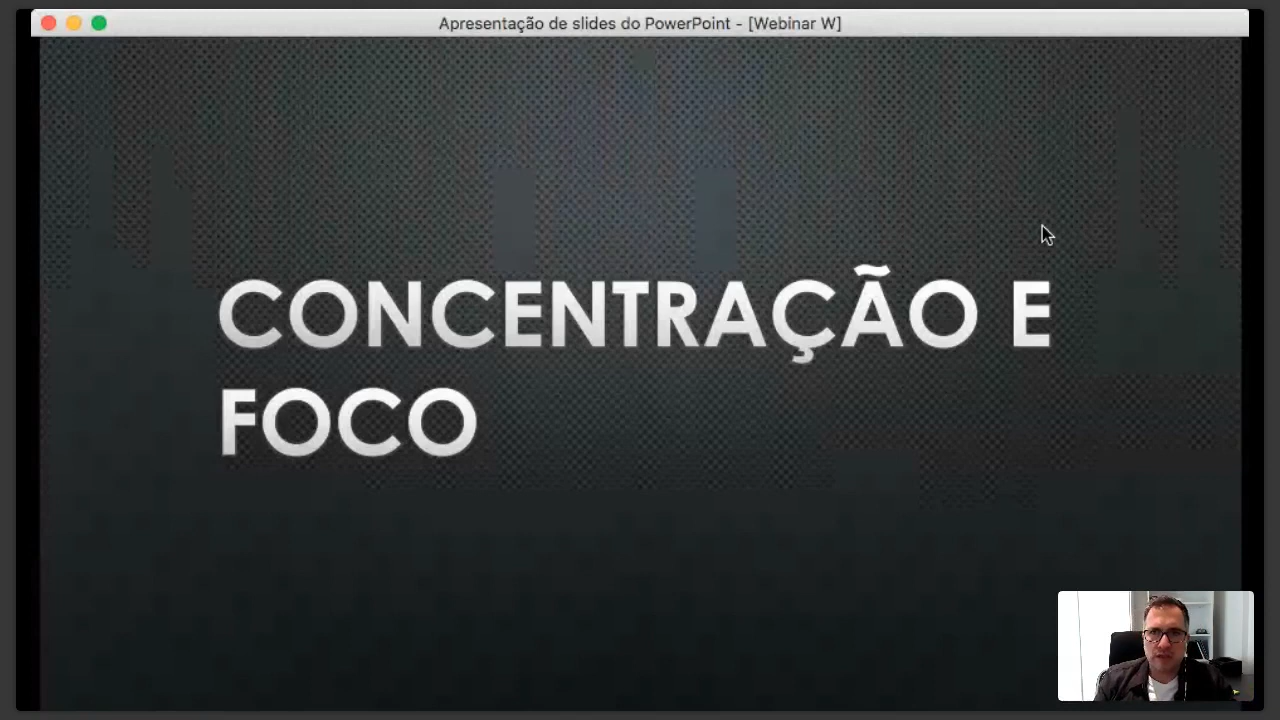 Apresentação de slides do PowerPoint - [Webinar W]
CONCENTRAÇÃO E
FOCO